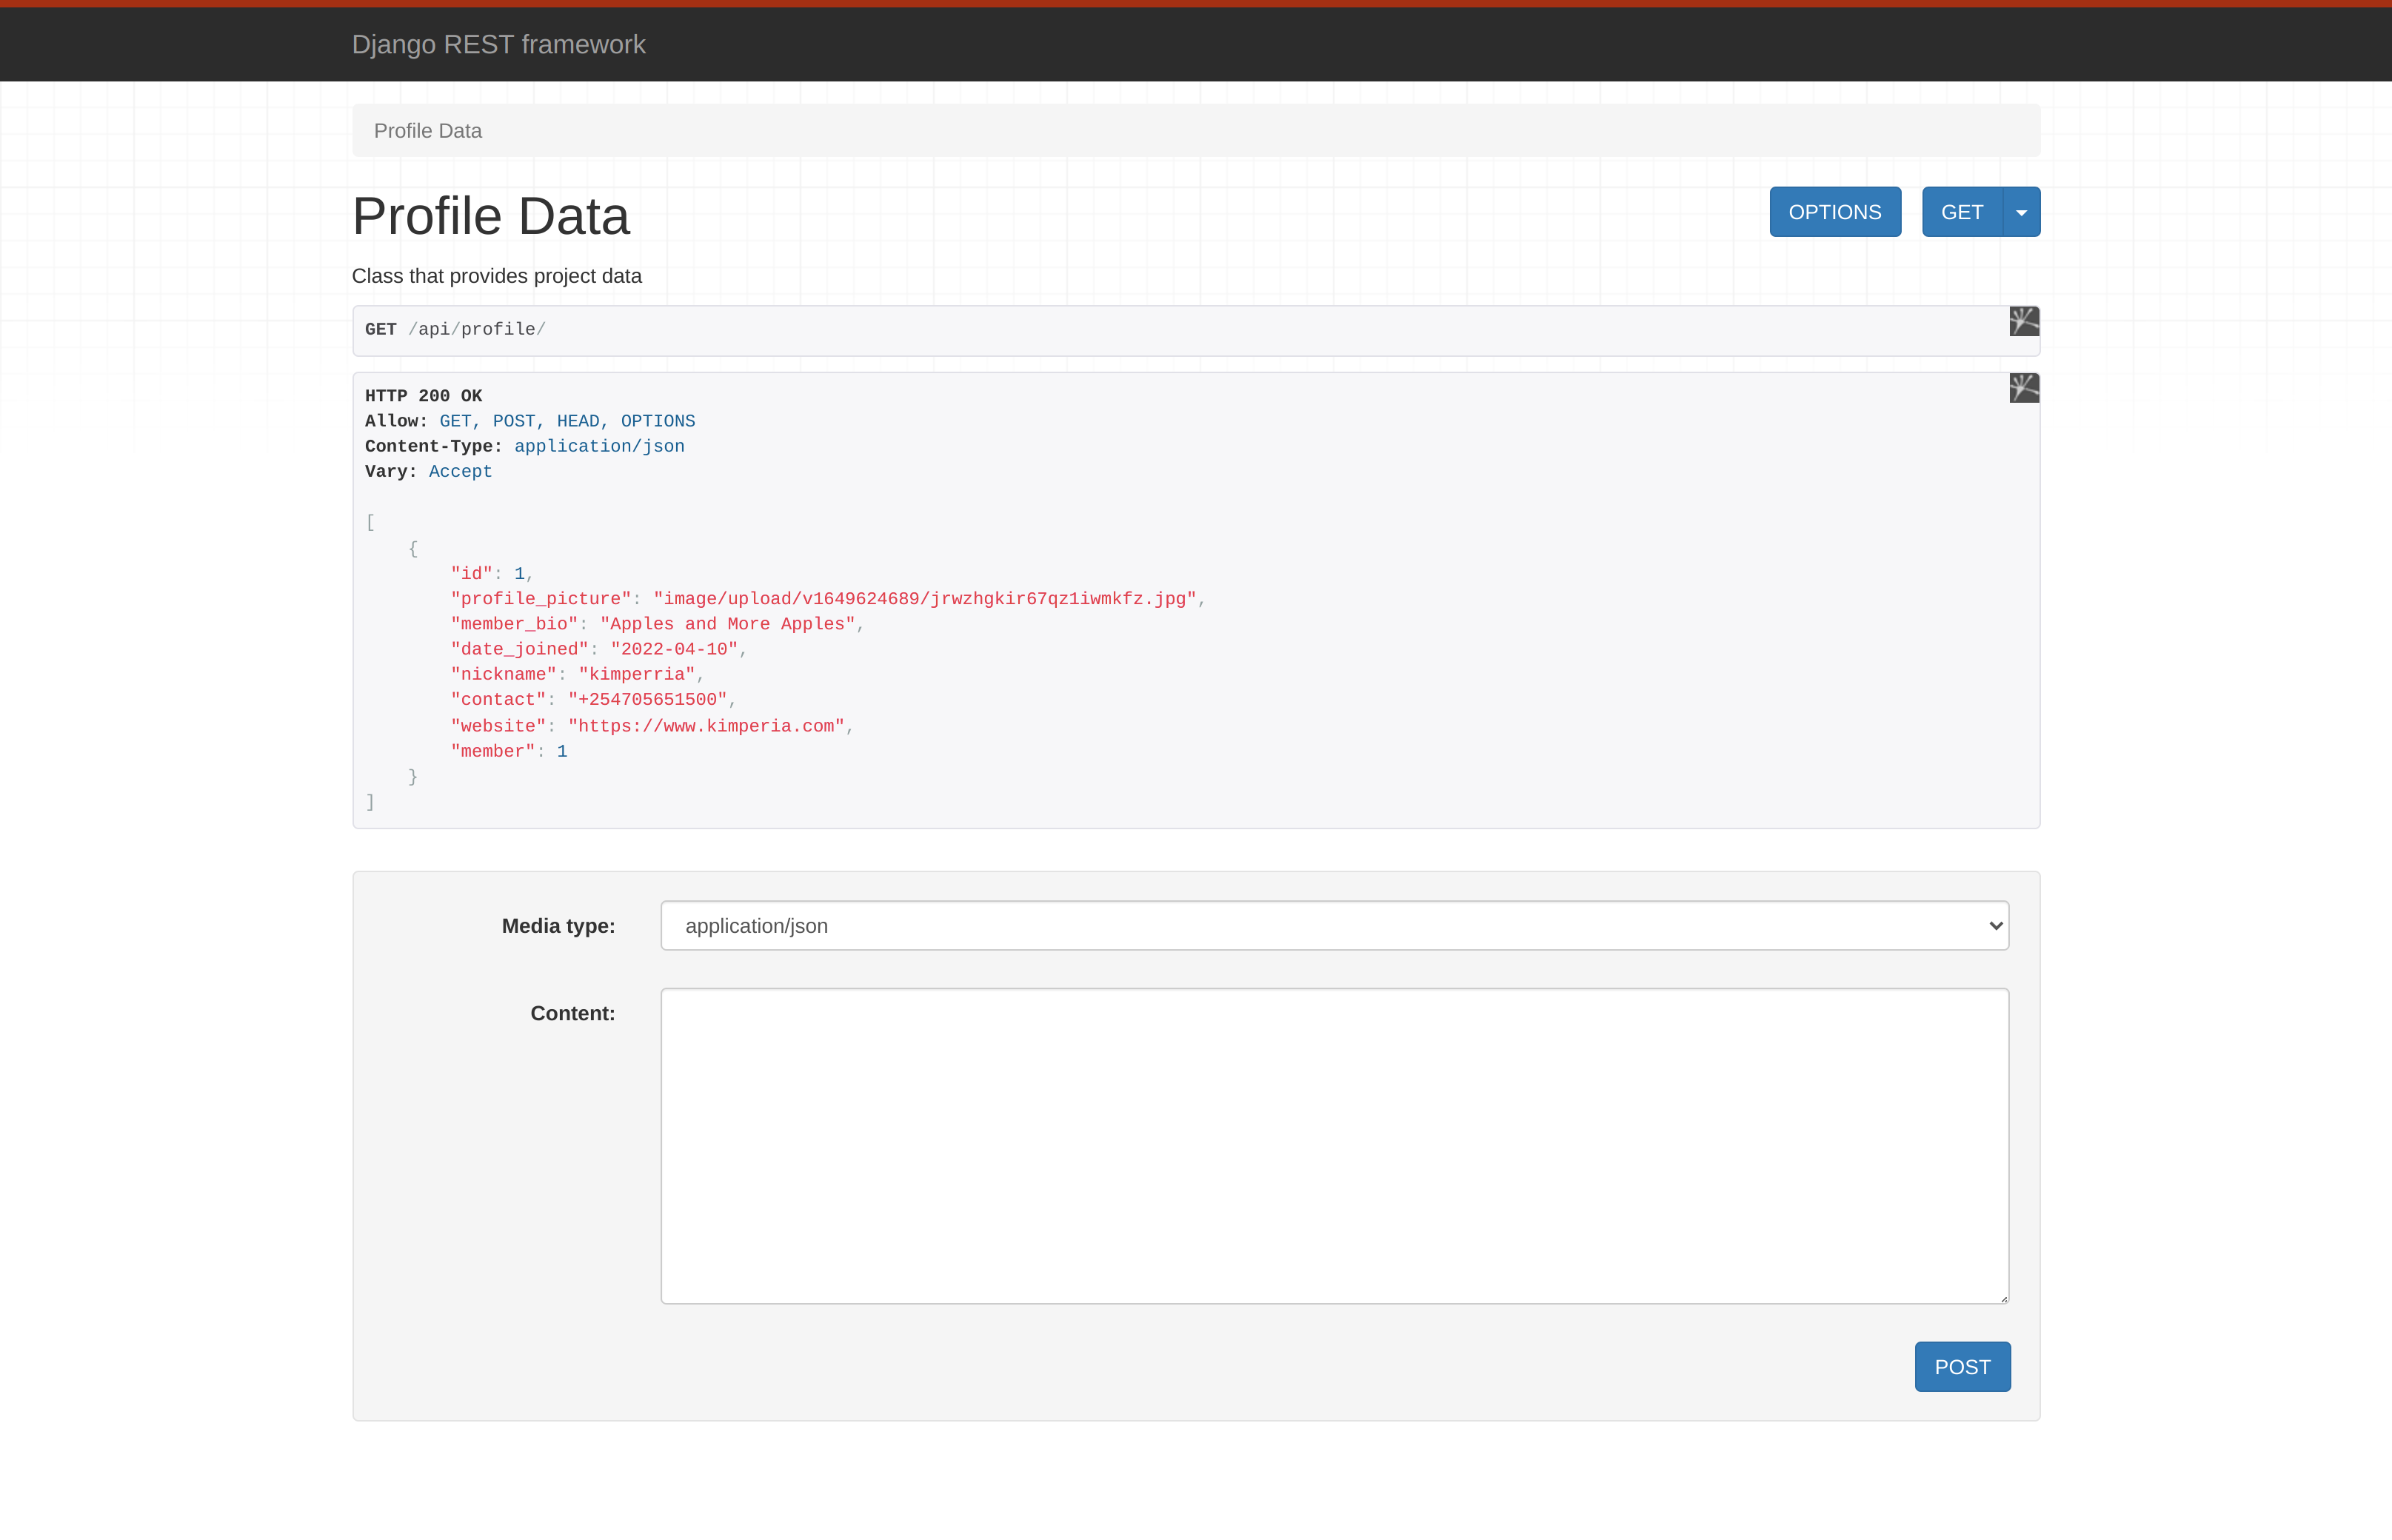 Django REST framework
Profile Data
Profile Data
OPTIONS
GET
Class that provides project data
GET /api/profile/
HTTP 200 OK
Allow: GET, POST, HEAD, OPTIONS
Content-Type: application/json
Vary: Accept
[
    {
        "id": 1,
        "profile_picture": "image/upload/v1649624689/jrwzhgkir67qz1iwmkfz.jpg",
        "member_bio": "Apples and More Apples",
        "date_joined": "2022-04-10",
        "nickname": "kimperria",
        "contact": "+254705651500",
        "website": "https://www.kimperia.com",
        "member": 1
    }
]
Media type:
application/json
Content:
POST